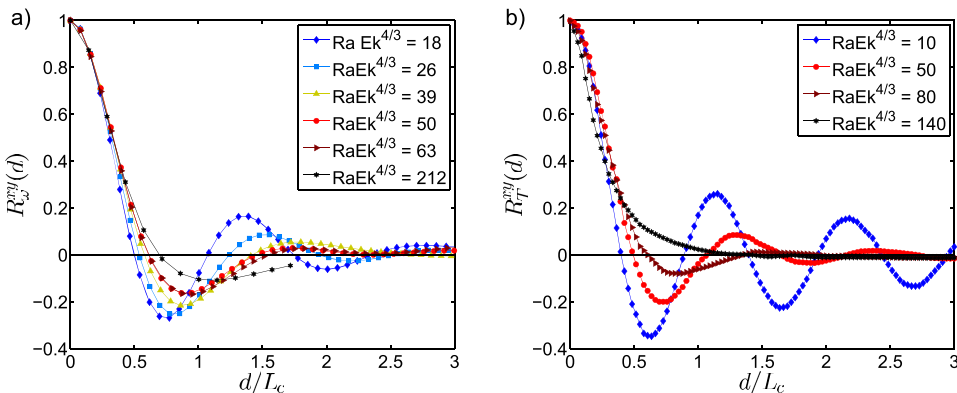 a)
1
0.8
0.6
0.4
0.2
0
−0.2
−0.4
R_ω^{xy}(d)
0 0.5 1 1.5 2 2.5 3
d/L_c
Ra Ek^{4/3} = 18
RaEk^{4/3} = 26
RaEk^{4/3} = 39
RaEk^{4/3} = 50
RaEk^{4/3} = 63
RaEk^{4/3} = 212
b)
1
0.8
0.6
0.4
0.2
0
−0.2
−0.4
R_T^{xy}(d)
0 0.5 1 1.5 2 2.5 3
d/L_c
RaEk^{4/3} = 10
RaEk^{4/3} = 50
RaEk^{4/3} = 80
RaEk^{4/3} = 140